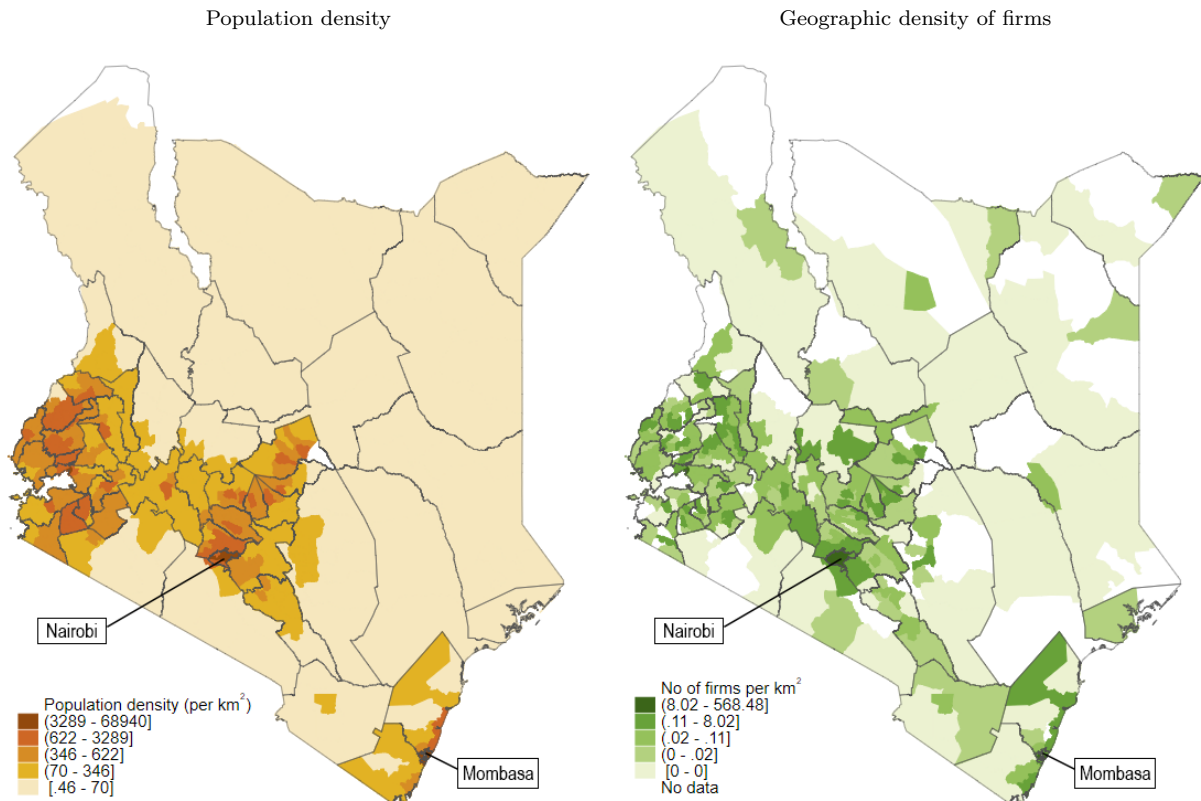 Population density
Geographic density of firms
Nairobi
Mombasa
Population density (per km²)
(3289 - 68940]
(622 - 3289]
(346 - 622]
(70 - 346]
[.46 - 70]
Nairobi
Mombasa
No of firms per km²
(8.02 - 568.48]
(.11 - 8.02]
(.02 - .11]
(0 - .02]
[0 - 0]
No data